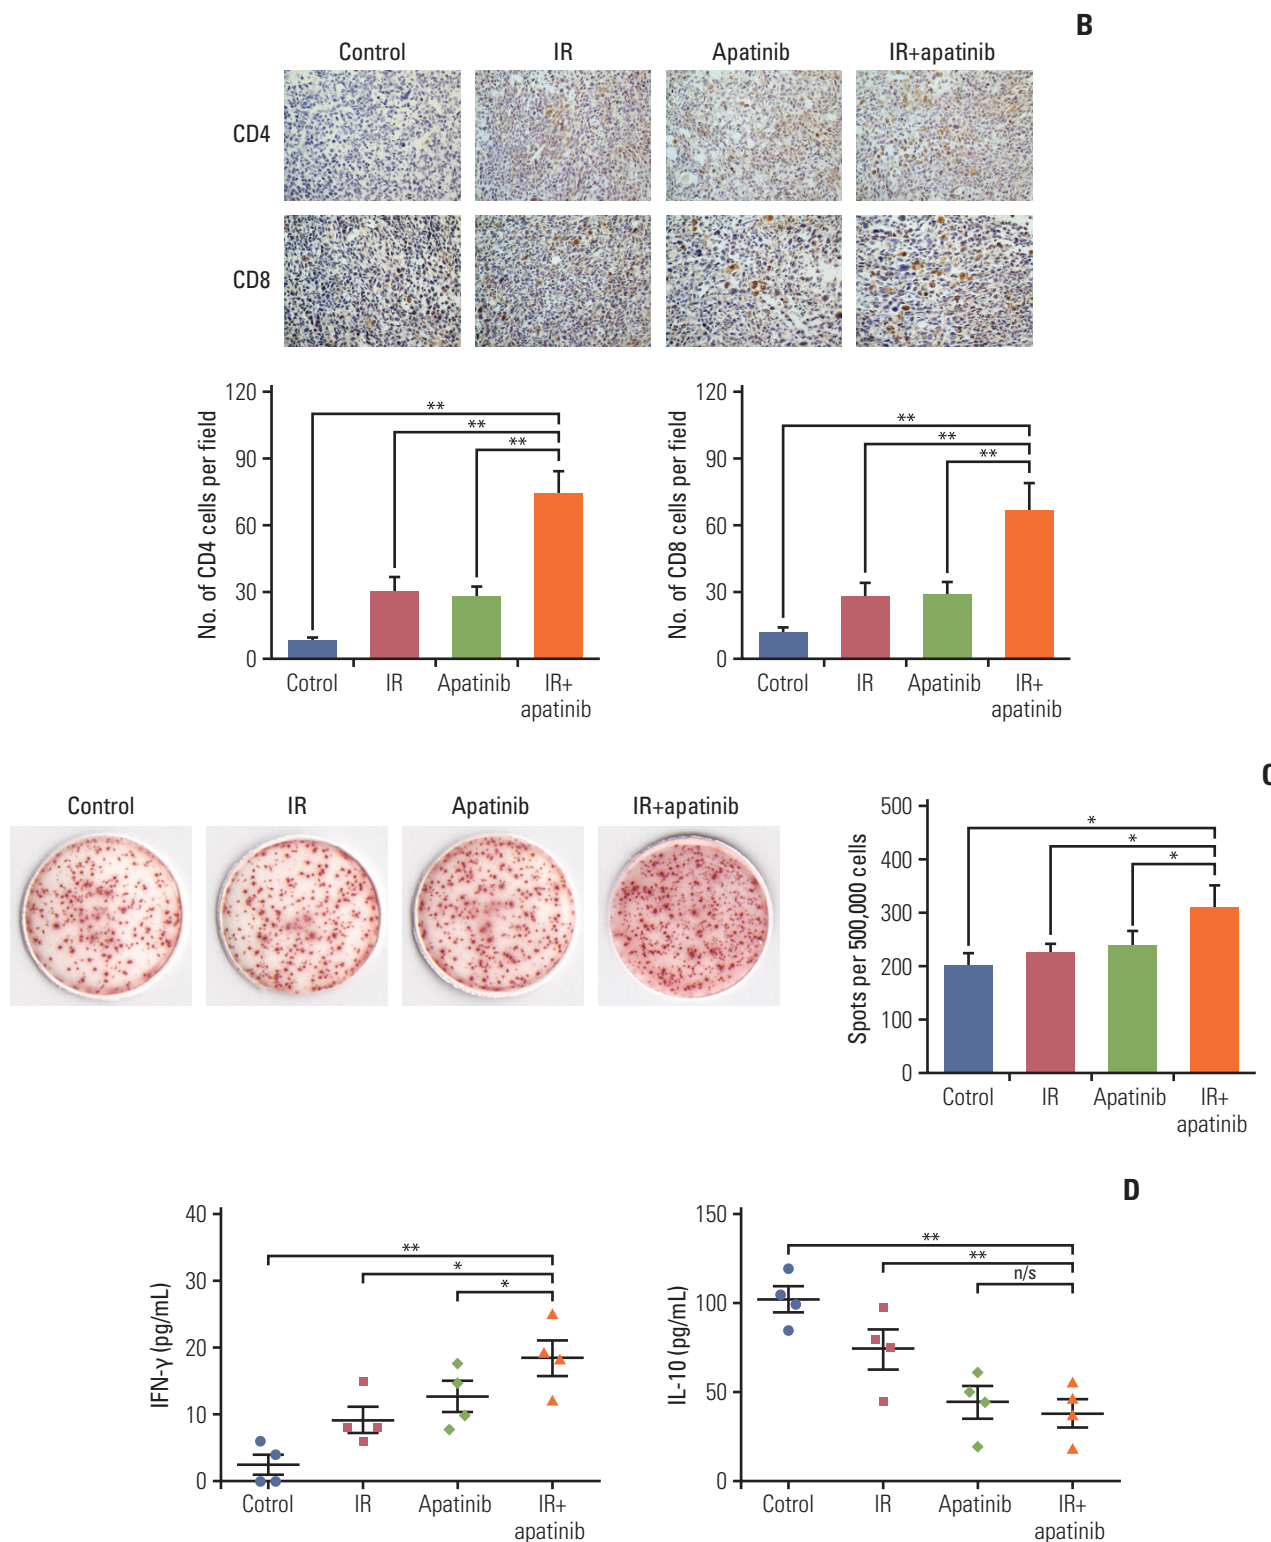 B
Control IR Apatinib IR+apatinib
CD4
CD8
No. of CD4 cells per field
120
90
60
30
0
** 
**
**
Cotrol IR Apatinib IR+
apatinib
No. of CD8 cells per field
120
90
60
30
0
**
**
**
Cotrol IR Apatinib IR+
apatinib
C
Control IR Apatinib IR+apatinib
Spots per 500,000 cells
500
400
300
200
100
0
*
*
*
Cotrol IR Apatinib IR+
apatinib
D
IFN-γ (pg/mL)
40
30
20
10
0
**
*
*
Cotrol IR Apatinib IR+
apatinib
IL-10 (pg/mL)
150
100
50
0
**
**
n/s
Cotrol IR Apatinib IR+
apatinib